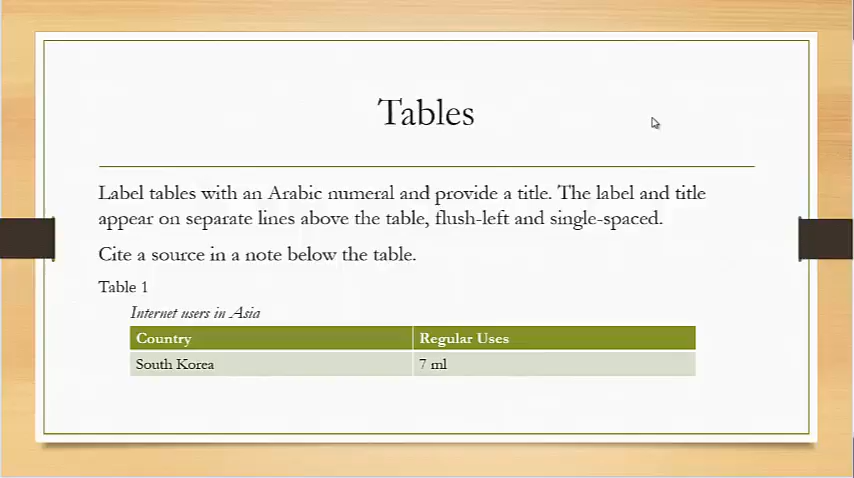 Tables
Label tables with an Arabic numeral and provide a title. The label and title
appear on separate lines above the table, flush-left and single-spaced.
Cite a source in a note below the table.
Table 1
Internet users in Asia
Country Regular Uses
South Korea 7 ml